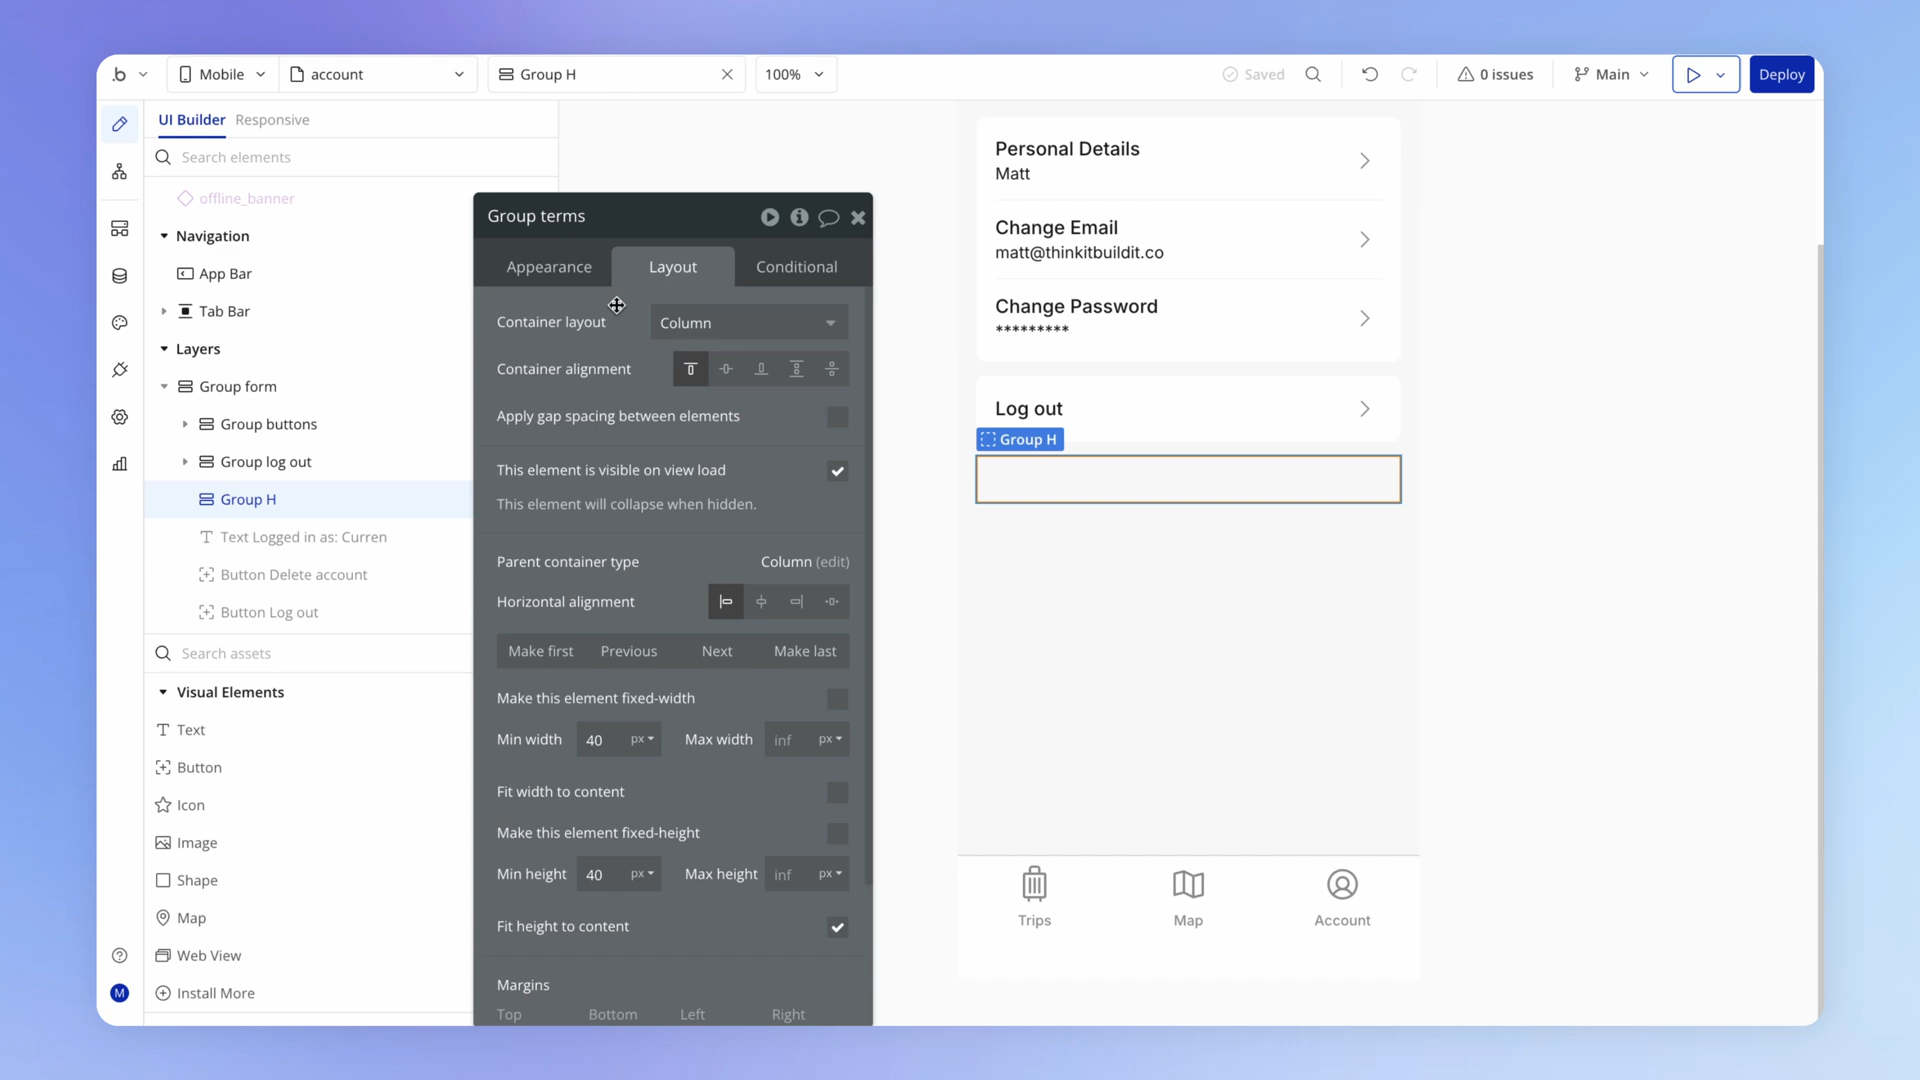 .b
Mobile
account
Group H
100%
Saved
0 issues
Main
Deploy
UI Builder
Responsive
Search elements
offline_banner
Navigation
App Bar
Tab Bar
Layers
Group form
Group buttons
Group log out
Group H
Text Logged in as: Curren
Button Delete account
Button Log out
Search assets
Visual Elements
Text
Button
Icon
Image
Shape
Map
Web View
Install More
M
Group terms
Appearance
Layout
Conditional
Container layout
Column
Container alignment
Apply gap spacing between elements
This element is visible on view load
This element will collapse when hidden.
Parent container type
Column (edit)
Horizontal alignment
Make first
Previous
Next
Make last
Make this element fixed-width
Min width
40
px
Max width
inf
px
Fit width to content
Make this element fixed-height
Min height
40
px
Max height
inf
px
Fit height to content
Margins
Top
Bottom
Left
Right
Personal Details
Matt
Change Email
matt@thinkitbuildit.co
Change Password
*********
Log out
Group H
Trips
Map
Account